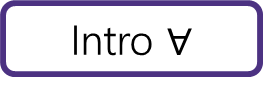 Intro ∀